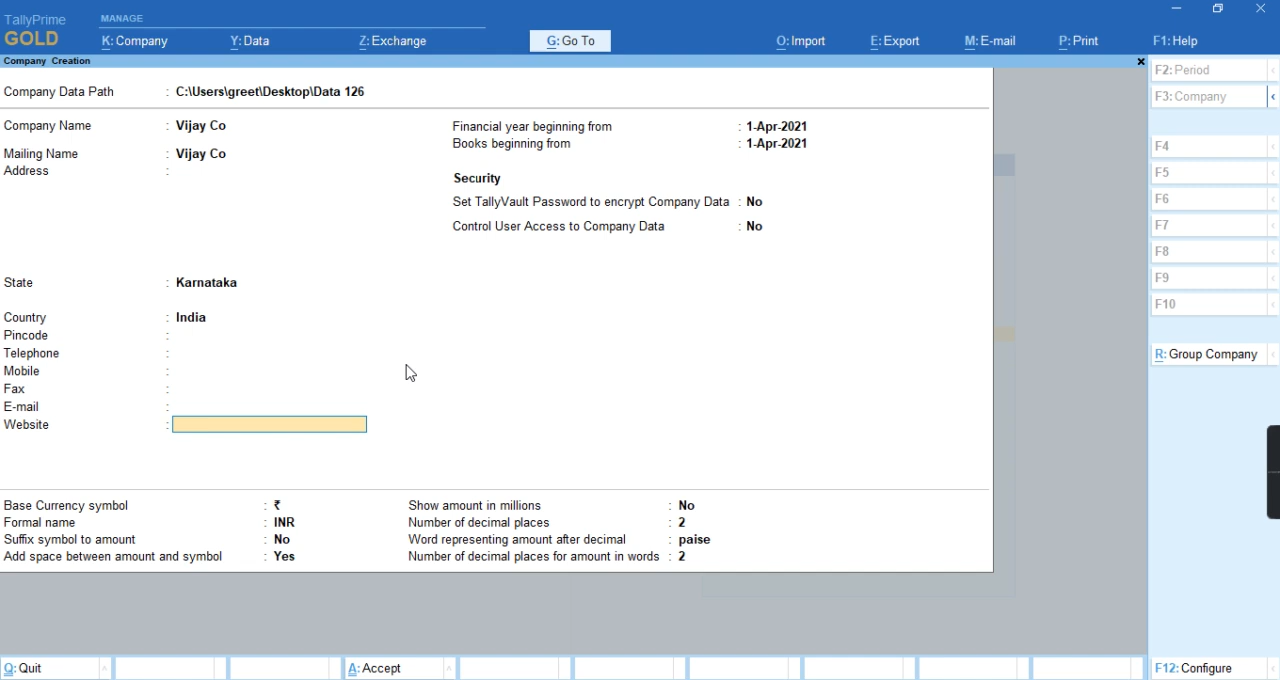 TallyPrime
GOLD
MANAGE
K: Company Y: Data Z: Exchange G: Go To O: Import E: Export M: E-mail P: Print F1: Help
Company Creation
Company Data Path : C:\Users\greet\Desktop\Data 126
Company Name : Vijay Co
Mailing Name : Vijay Co
Address :
State : Karnataka
Country : India
Pincode :
Telephone :
Mobile :
Fax :
E-mail :
Website :
Financial year beginning from : 1-Apr-2021
Books beginning from : 1-Apr-2021
Security
Set TallyVault Password to encrypt Company Data : No
Control User Access to Company Data : No
Base Currency symbol : ₹
Formal name : INR
Suffix symbol to amount : No
Add space between amount and symbol : Yes
Show amount in millions : No
Number of decimal places : 2
Word representing amount after decimal : paise
Number of decimal places for amount in words : 2
F2: Period
F3: Company
F4
F5
F6
F7
F8
F9
F10
R: Group Company
Q: Quit A: Accept F12: Configure